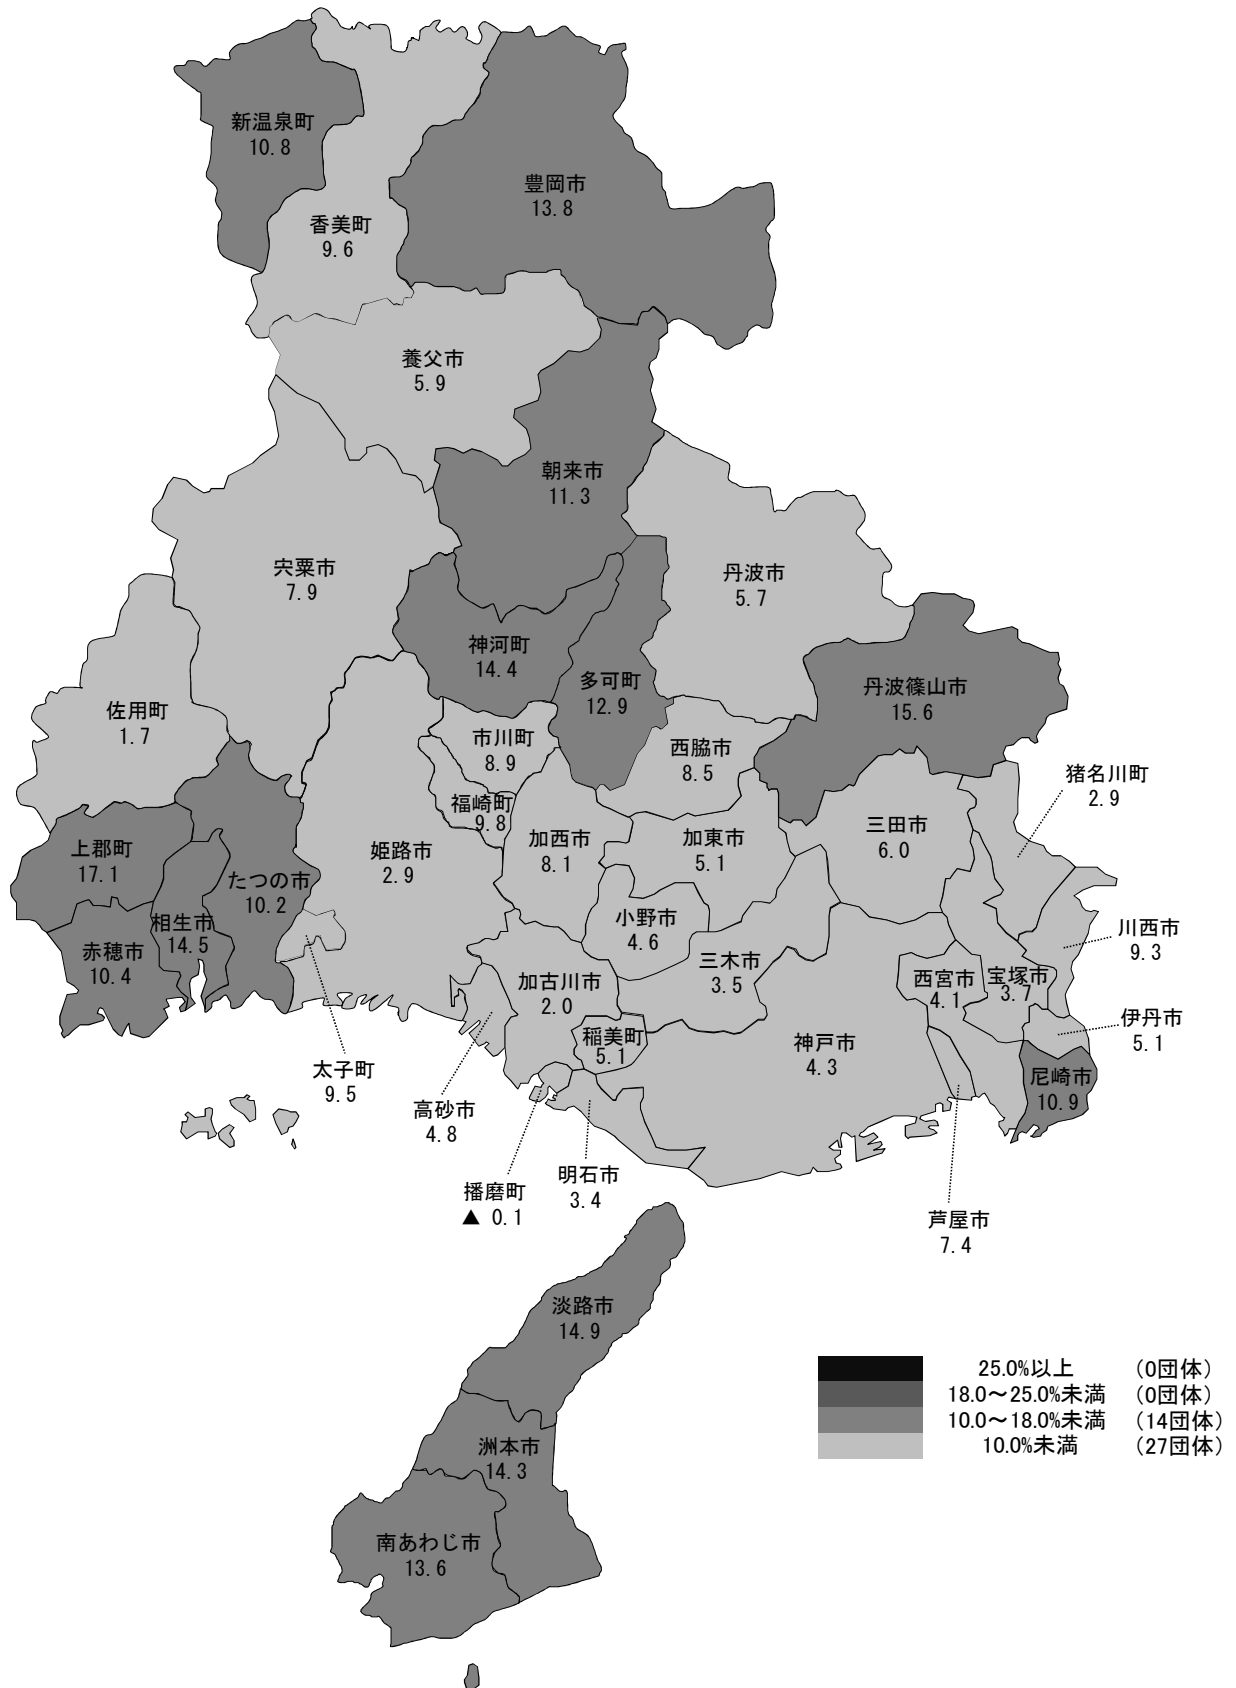 新温泉町
10.8
豊岡市
13.8
香美町
9.6
養父市
5.9
朝来市
11.3
宍粟市
7.9
丹波市
5.7
神河町
14.4
多可町
12.9
丹波篠山市
15.6
佐用町
1.7
市川町
8.9
西脇市
8.5
猪名川町
2.9
福崎町
9.8
加西市
8.1
加東市
5.1
三田市
6.0
上郡町
17.1
姫路市
2.9
たつの市
10.2
相生市
14.5
小野市
4.6
川西市
9.3
赤穂市
10.4
三木市
3.5
加古川市
2.0
西宮市
4.1
宝塚市
3.7
伊丹市
5.1
稲美町
5.1
神戸市
4.3
尼崎市
10.9
太子町
9.5
高砂市
4.8
播磨町
▲ 0.1
明石市
3.4
芦屋市
7.4
淡路市
14.9
洲本市
14.3
南あわじ市
13.6
25.0%以上 （0団体）
18.0～25.0%未満 （0団体）
10.0～18.0%未満 （14団体）
10.0%未満 （27団体）